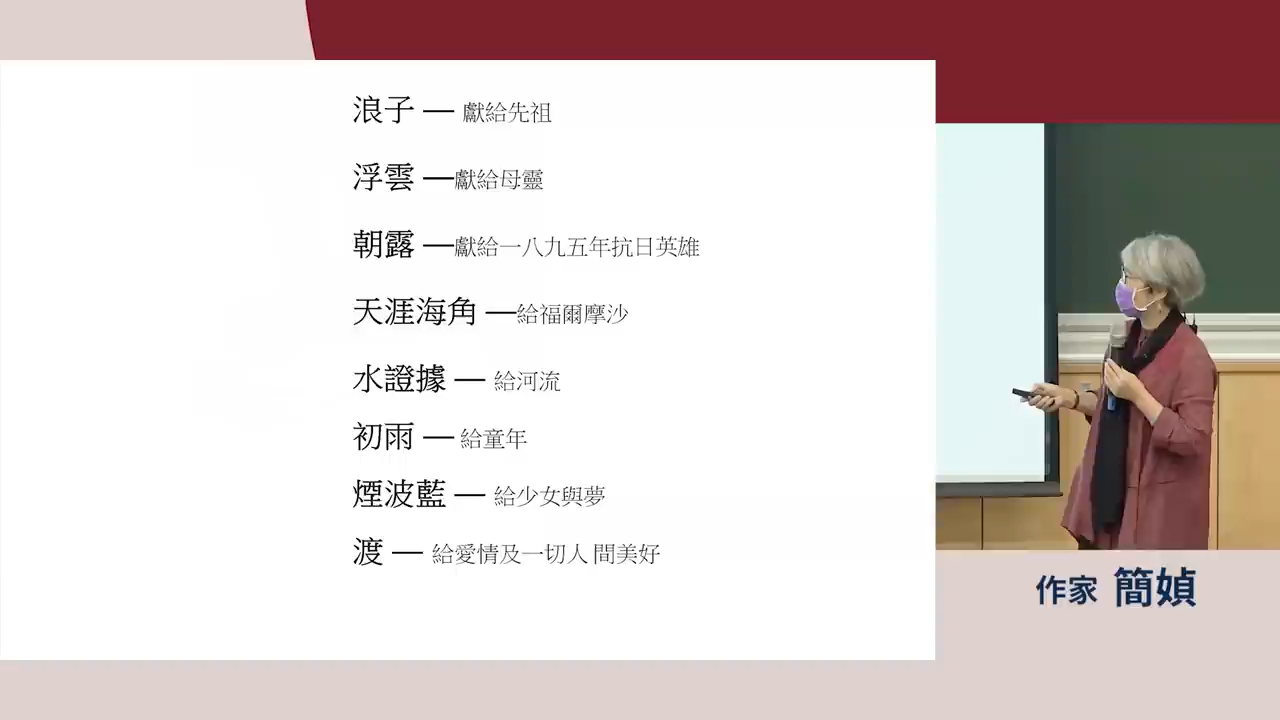 浪子 — 獻給先祖
浮雲 —獻給母靈
朝露 —獻給一八九五年抗日英雄
天涯海角 —給福爾摩沙
水證據 — 給河流
初雨 — 給童年
煙波藍 — 給少女與夢
渡 — 給愛情及一切人間美好
作家 簡媜